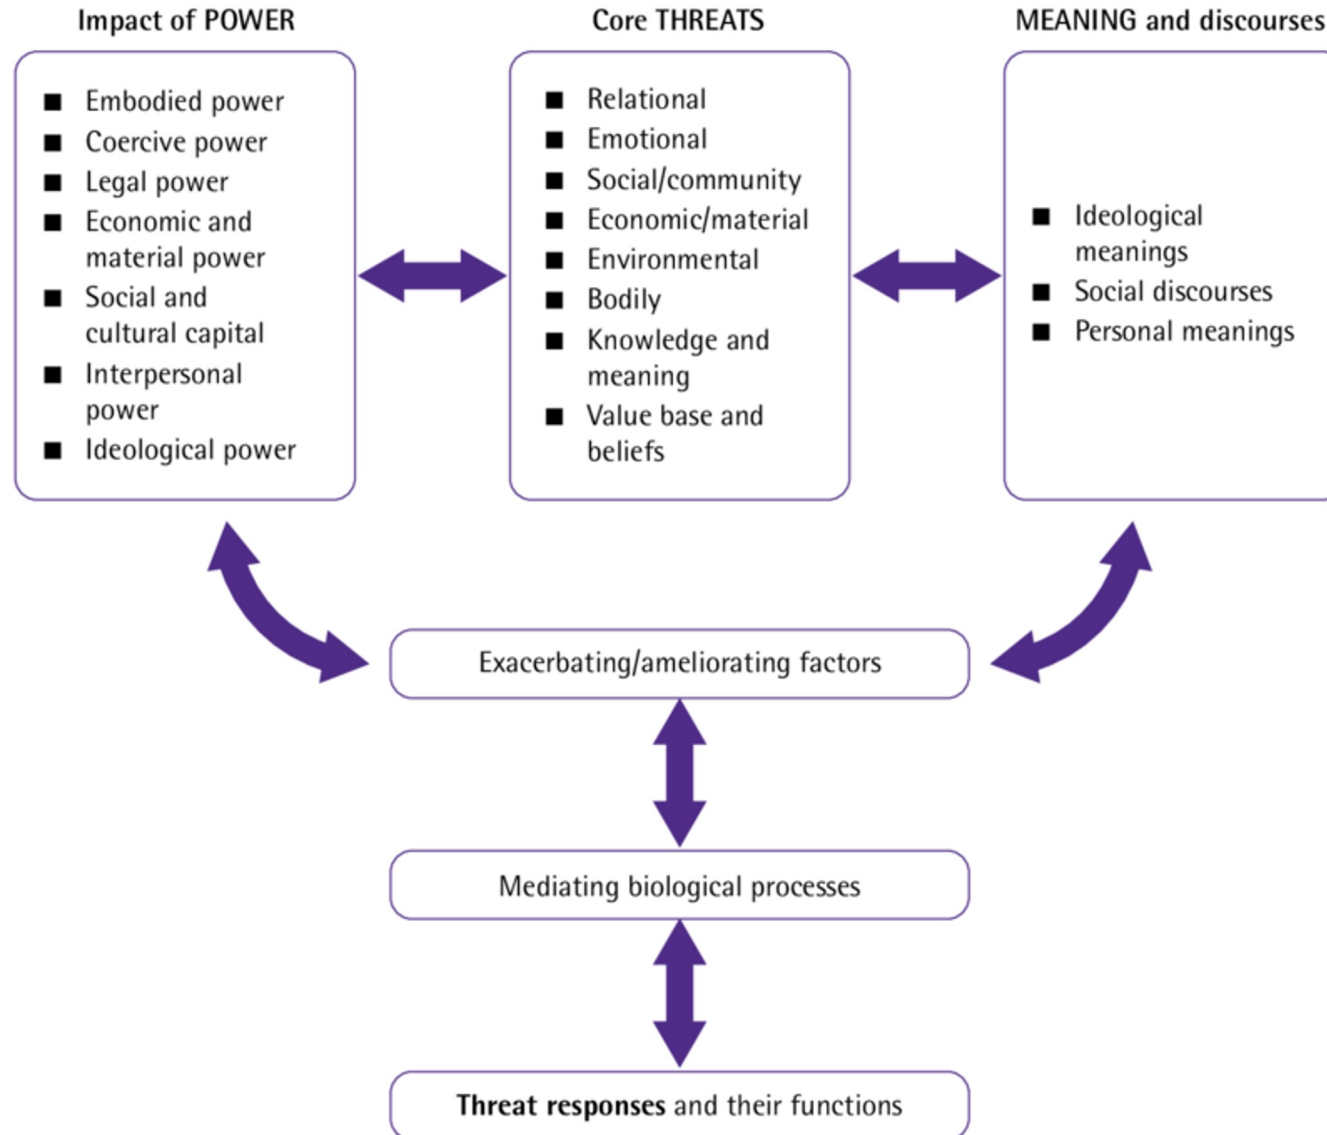 Impact of POWER
■ Embodied power
■ Coercive power
■ Legal power
■ Economic and
material power
■ Social and
cultural capital
■ Interpersonal
power
■ Ideological power
Core THREATS
■ Relational
■ Emotional
■ Social/community
■ Economic/material
■ Environmental
■ Bodily
■ Knowledge and
meaning
■ Value base and
beliefs
MEANING and discourses
■ Ideological
meanings
■ Social discourses
■ Personal meanings
Exacerbating/ameliorating factors
Mediating biological processes
Threat responses and their functions